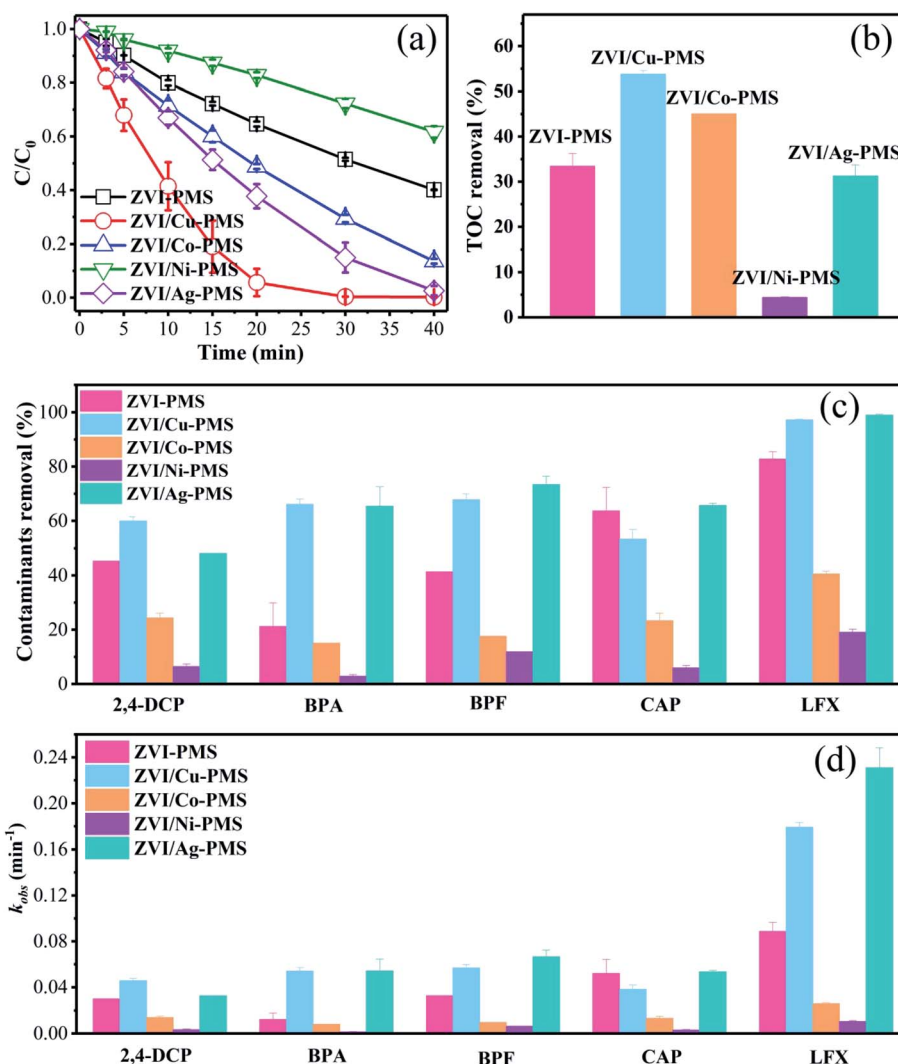 (a)
1.0
0.8
0.6
0.4
0.2
0.0
C/C0
ZVI-PMS
ZVI/Cu-PMS
ZVI/Co-PMS
ZVI/Ni-PMS
ZVI/Ag-PMS
0 5 10 15 20 30 40
Time (min)
(b)
60
50
40
30
20
10
0
TOC removal (%)
ZVI-PMS
ZVI/Cu-PMS
ZVI/Co-PMS
ZVI/Ni-PMS
ZVI/Ag-PMS
(c)
100
80
60
40
20
0
Contaminants removal (%)
ZVI-PMS
ZVI/Cu-PMS
ZVI/Co-PMS
ZVI/Ni-PMS
ZVI/Ag-PMS
2,4-DCP BPA BPF CAP LFX
(d)
0.24
0.20
0.16
0.12
0.08
0.04
0.00
kobs (min-1)
ZVI-PMS
ZVI/Cu-PMS
ZVI/Co-PMS
ZVI/Ni-PMS
ZVI/Ag-PMS
2,4-DCP BPA BPF CAP LFX